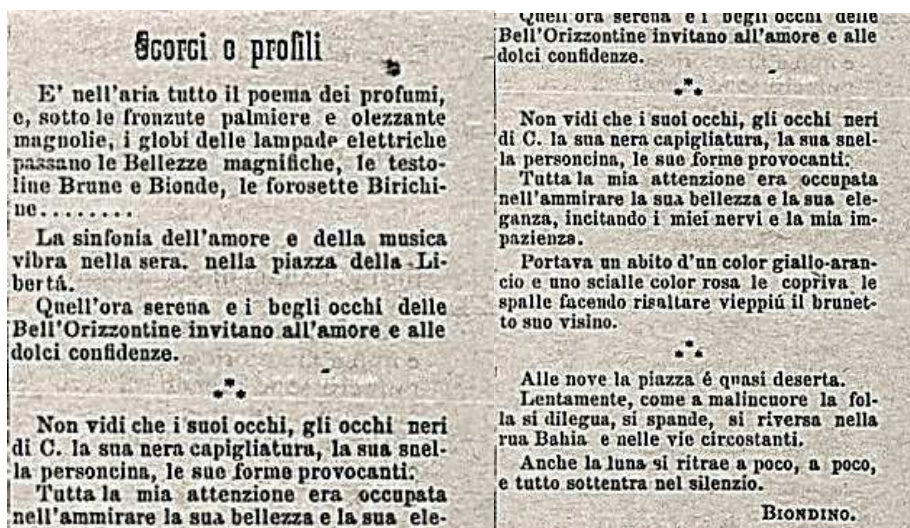 Scorci e profili
E' nell'aria tutto il poema dei profumi,
e, sotto le fronzute palmiere e olezzante
magnolie, i globi delle lampade elettriche
passano le Bellezze magnifiche, le testo-
line Brune e Bionde, le forosette Birichi-
ne........
La sinfonia dell'amore e della musica
vibra nella sera. nella piazza della Li-
bertá.
Quell'ora serena e i begli occhi delle
Bell'Orizzontine invitano all'amore e alle
dolci confidenze.
Non vidi che i suoi occhi, gli occhi neri
di C. la sua nera capigliatura, la sua snel-
la personcina, le sue forme provocanti.
Tutta la mia attenzione era occupata
nell'ammirare la sua bellezza e la sua ele-
Quell'ora serena e i begli occhi delle
Bell'Orizzontine invitano all'amore e alle
dolci confidenze.
Non vidi che i suoi occhi, gli occhi neri
di C. la sua nera capigliatura, la sua snel-
la personcina, le sue forme provocanti.
Tutta la mia attenzione era occupata
nell'ammirare la sua bellezza e la sua ele-
ganza, incitando i miei nervi e la mia im-
pazienza.
Portava un abito d'un color giallo-aran-
cio e uno scialle color rosa le copriva le
spalle facendo risaltare vieppiú il brunet-
to suo visino.
Alle nove la piazza é quasi deserta.
Lentamente, come a malincuore la fol-
la si dilegua, si spande, si riversa nella
rua Bahia e nelle vie circostanti.
Anche la luna si ritrae a poco, a poco,
e tutto sottentra nel silenzio.
BIONDINO.